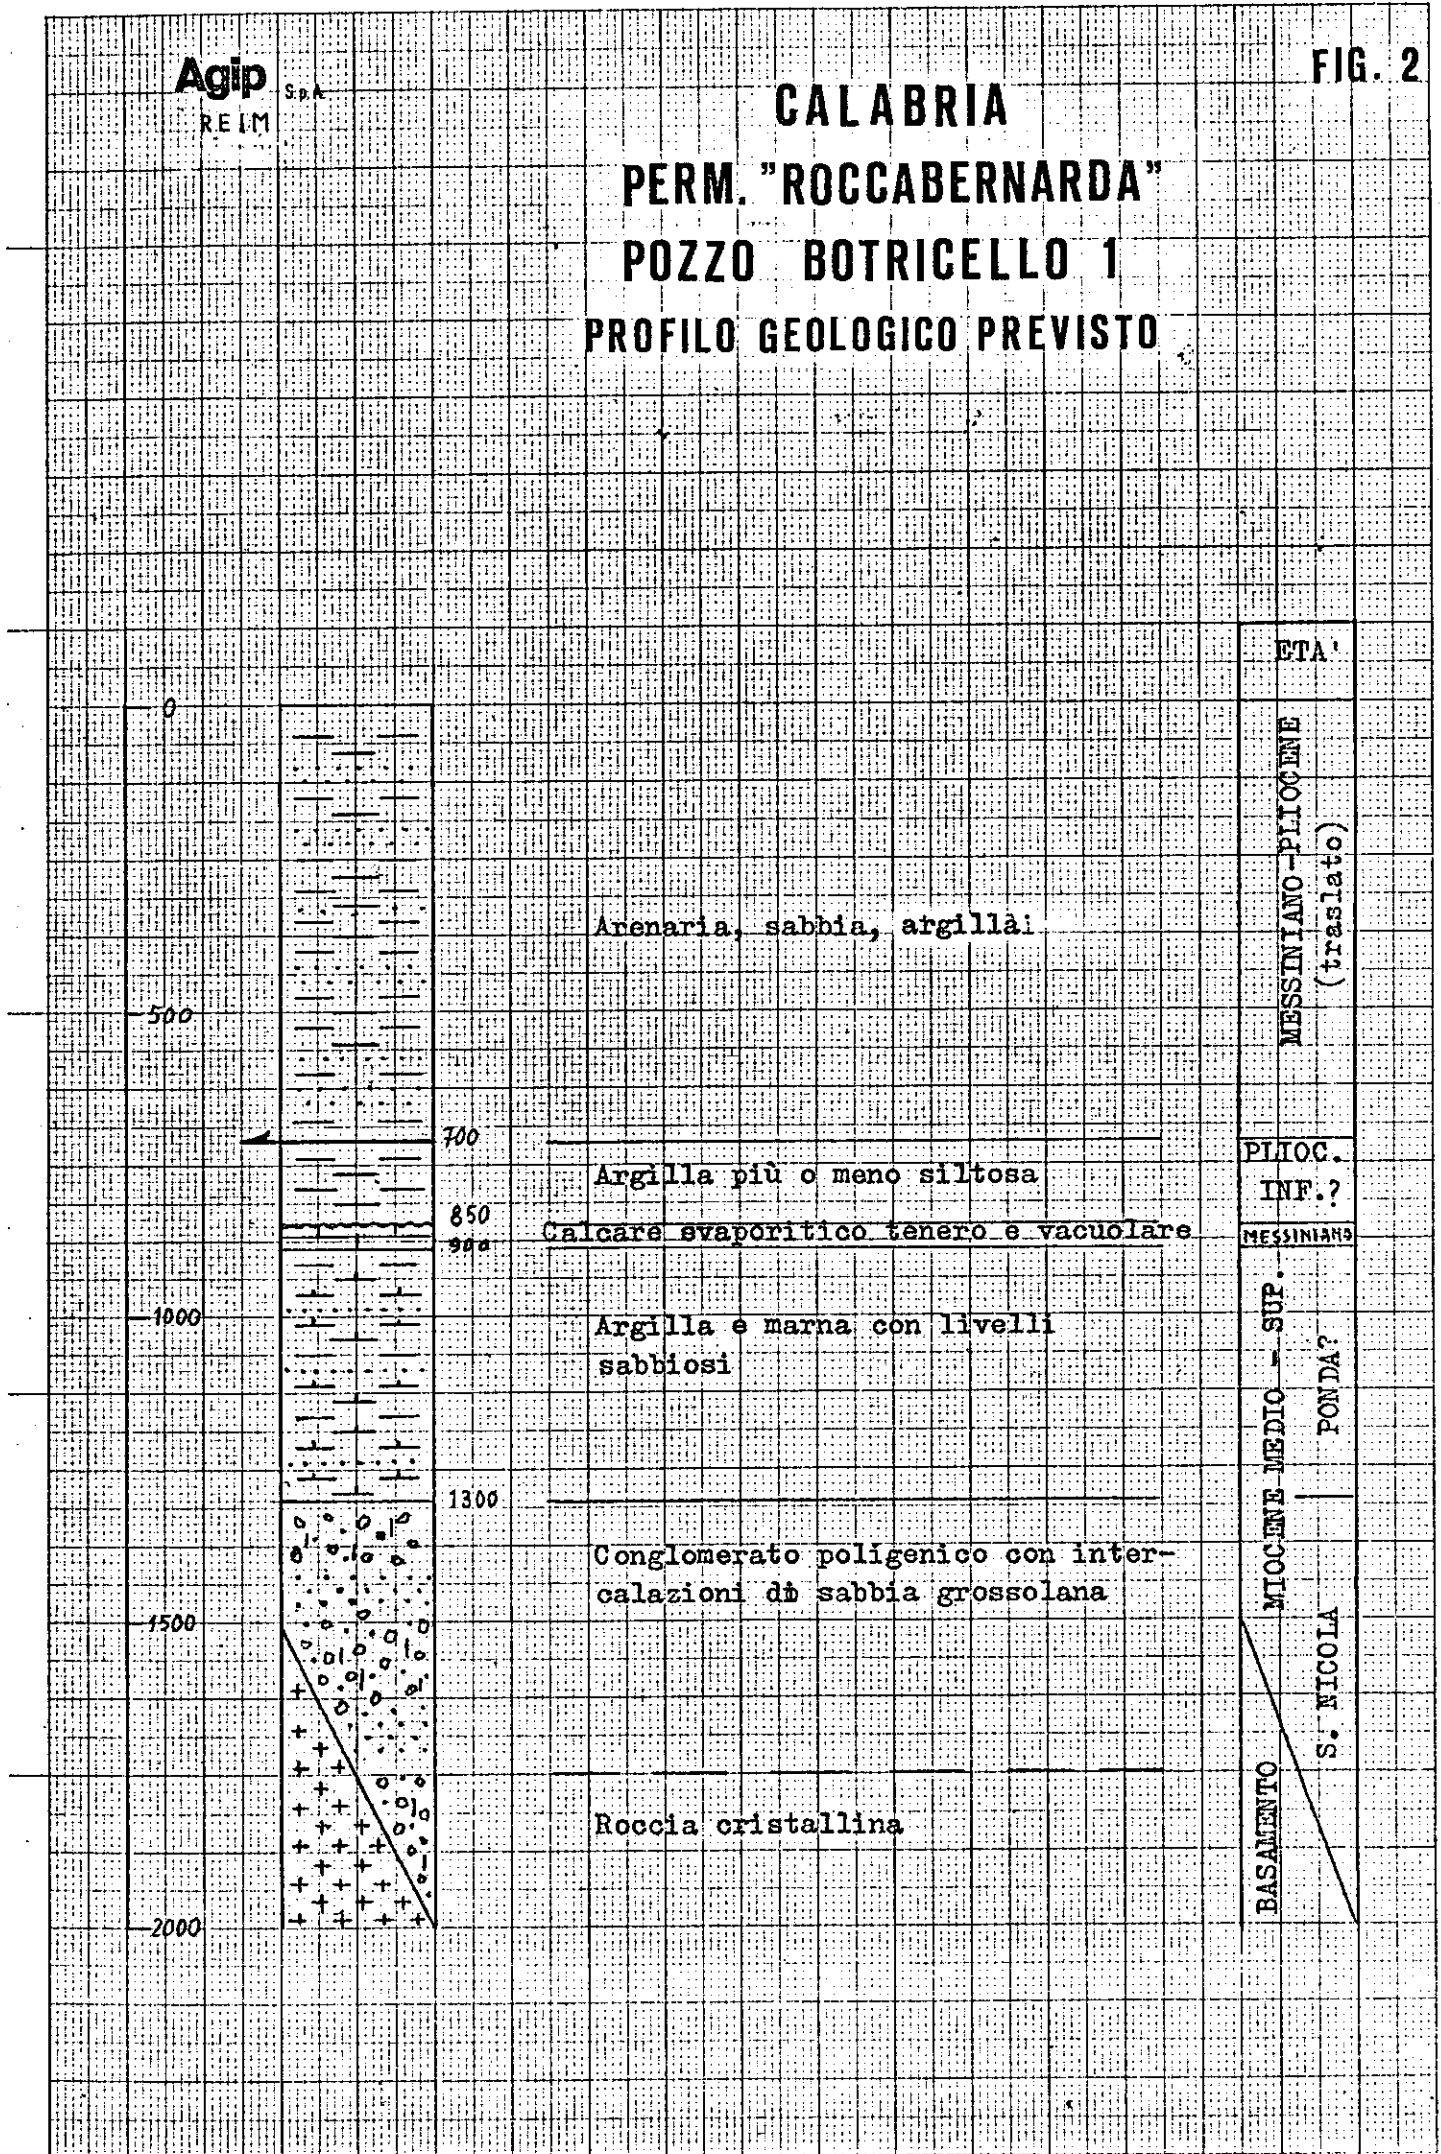 FIG. 2
Agip S.p.A.
REIM
CALABRIA
PERM. "ROCCABERNARDA"
POZZO BOTRICELLO 1
PROFILO GEOLOGICO PREVISTO
ETA'
0
500
1000
1500
2000
700
850
900
1300
Arenaria, sabbia, argilla
Argilla più o meno siltosa
Calcare evaporitico tenero e vacuolare
Argilla e marna con livelli
sabbiosi
Conglomerato poligenico con inter-
calazioni di sabbia grossolana
Roccia cristallina
MESSINIANO-PLIOCENE
(traslato)
PLIOC.
INF.?
MESSINIANO
MIOCENE MEDIO - SUP.
PONDA?
S. NICOLA
BASAMENTO